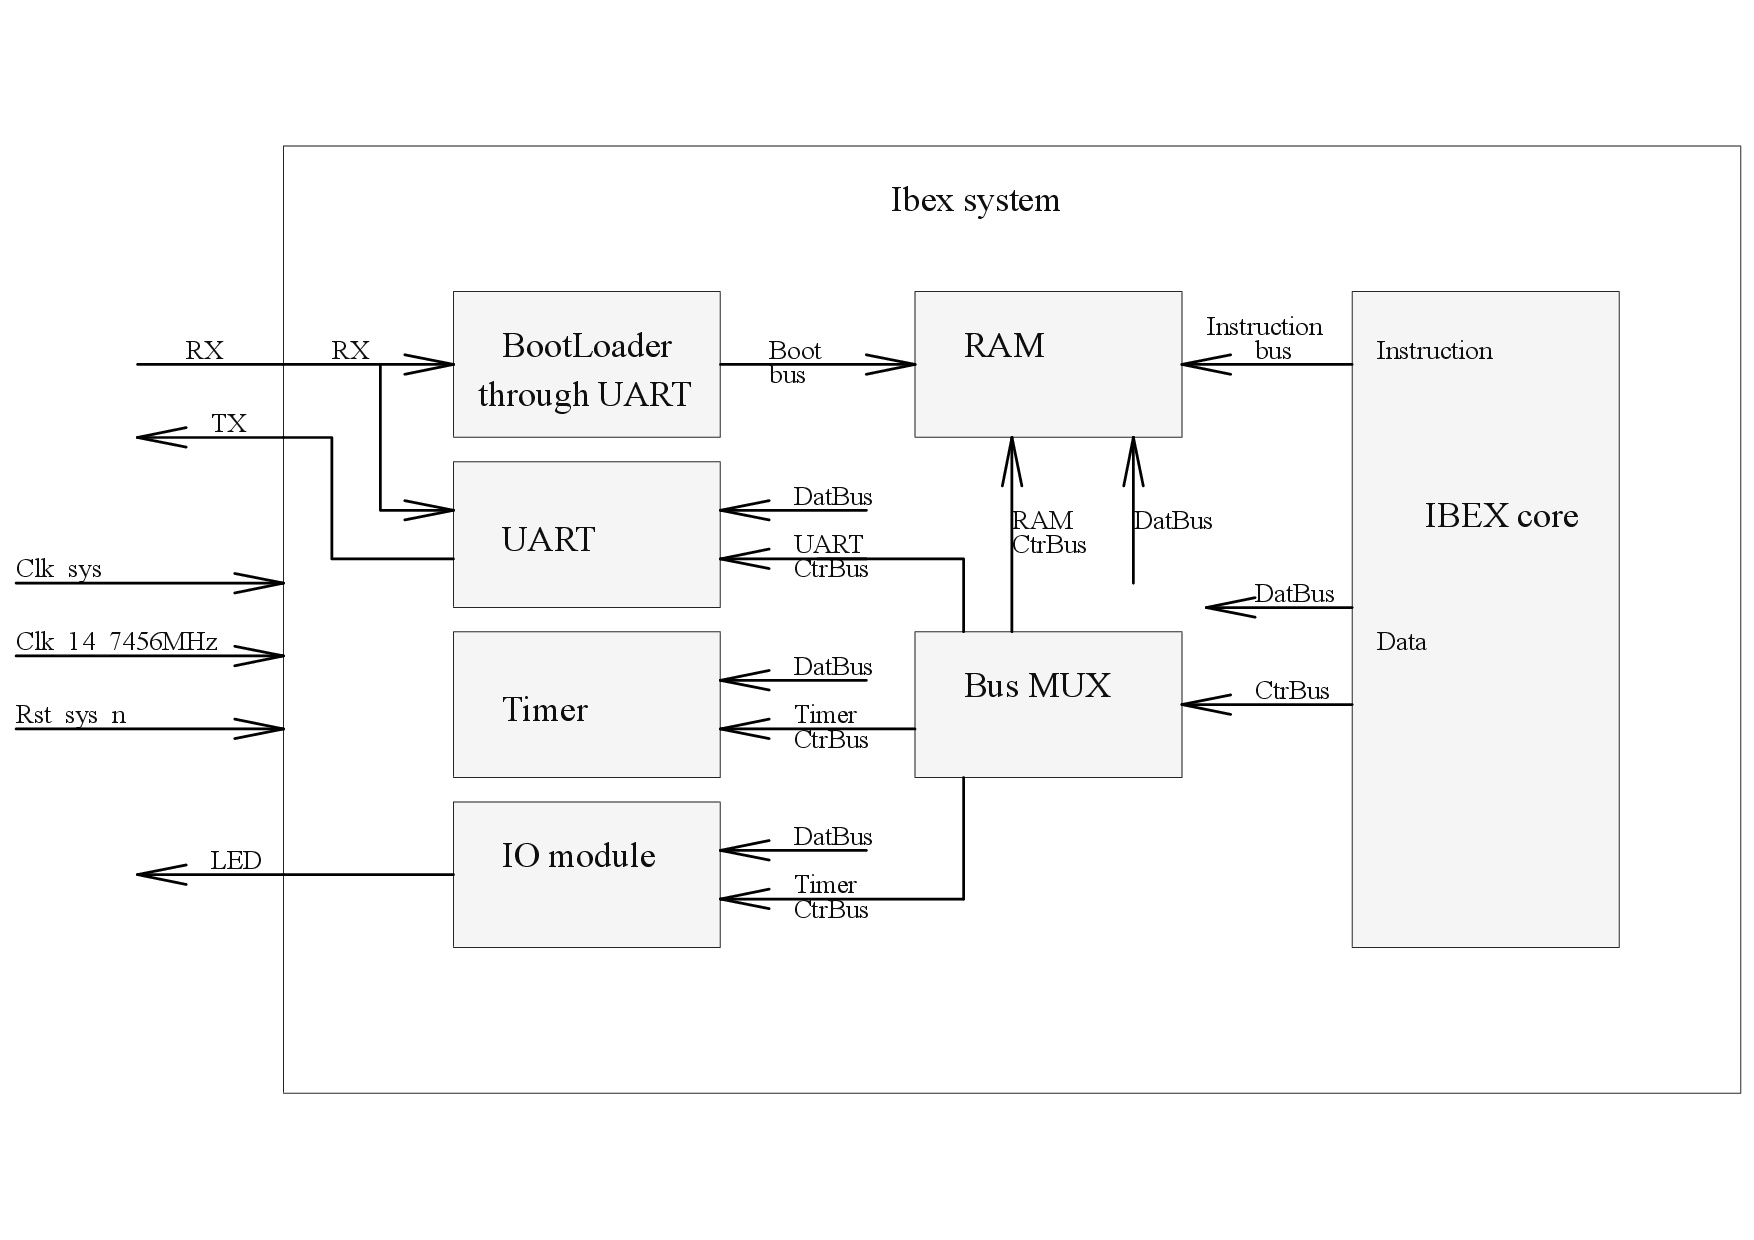 Ibex system
RX
RX
BootLoader
through UART
Boot
bus
RAM
Instruction
bus
Instruction
TX
UART
DatBus
UART
CtrBus
RAM
CtrBus
DatBus
IBEX core
Clk sys
Clk 14 7456MHz
Rst sys n
Timer
DatBus
Timer
CtrBus
Bus MUX
DatBus
Data
CtrBus
LED
IO module
DatBus
Timer
CtrBus